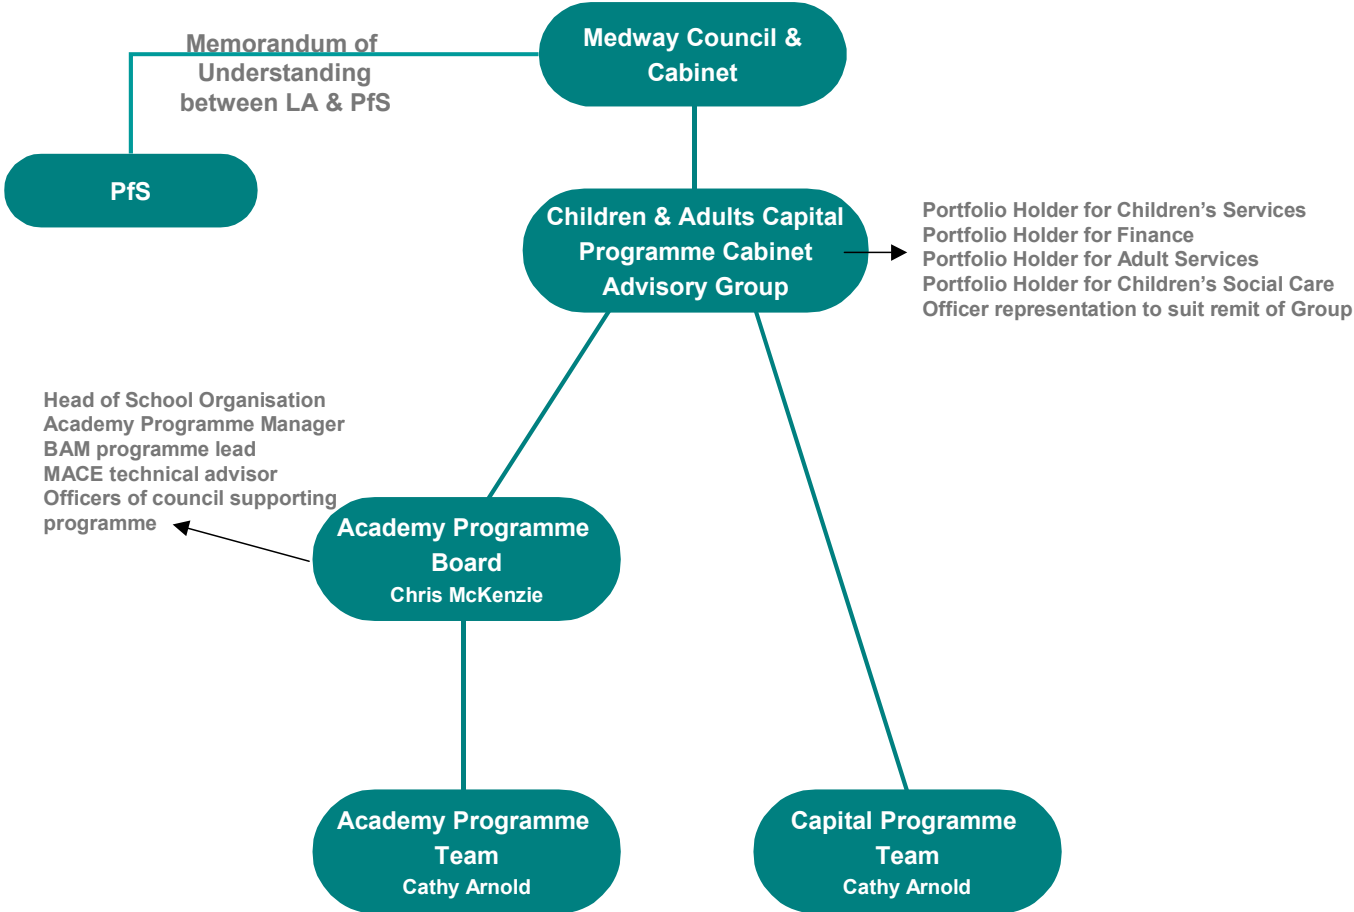 Memorandum of
Understanding
between LA & PfS
Medway Council &
Cabinet
PfS
Children & Adults Capital
Programme Cabinet
Advisory Group
Portfolio Holder for Children’s Services
Portfolio Holder for Finance
Portfolio Holder for Adult Services
Portfolio Holder for Children’s Social Care
Officer representation to suit remit of Group
Head of School Organisation
Academy Programme Manager
BAM programme lead
MACE technical advisor
Officers of council supporting
programme
Academy Programme
Board
Chris McKenzie
Academy Programme
Team
Cathy Arnold
Capital Programme
Team
Cathy Arnold